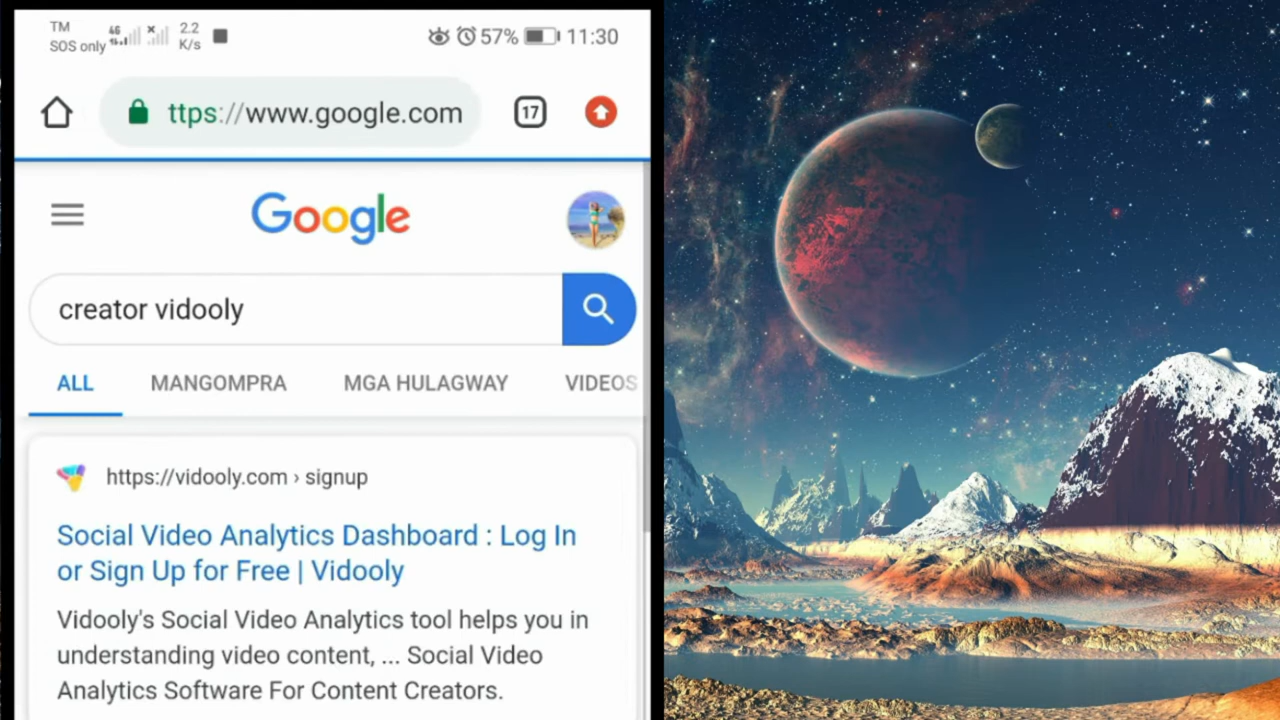 TM
SOS only
4G
2.2
K/s
57%
11:30
ttps://www.google.com
17
Google
creator vidooly
ALL MANGOMPRA MGA HULAGWAY VIDEOS
https://vidooly.com › signup
Social Video Analytics Dashboard : Log In
or Sign Up for Free | Vidooly
Vidooly's Social Video Analytics tool helps you in
understanding video content, ... Social Video
Analytics Software For Content Creators.